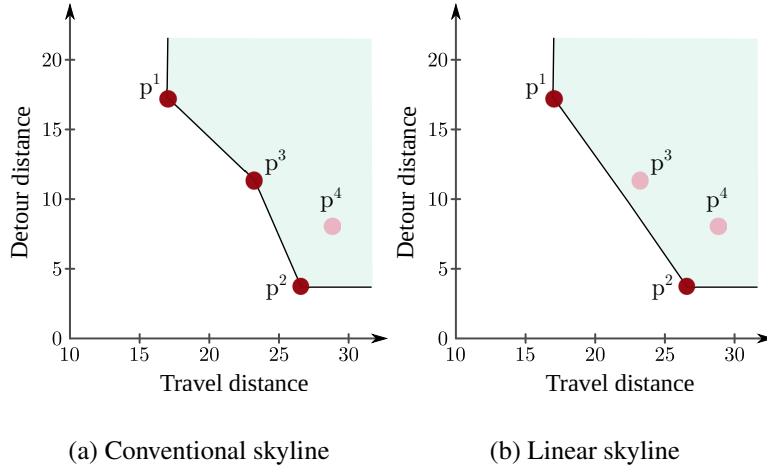 20
15
10
5
0
10 15 20 25 30
Detour distance
Travel distance
p1
p3
p4
p2
(a) Conventional skyline
20
15
10
5
0
10 15 20 25 30
Detour distance
Travel distance
p1
p3
p4
p2
(b) Linear skyline